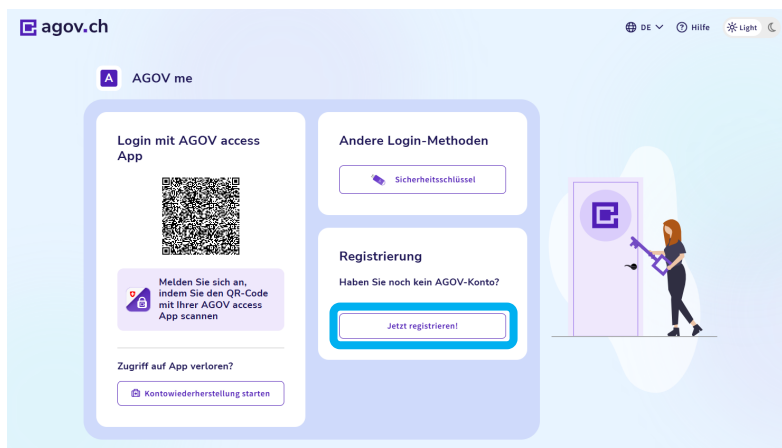 agov.ch
DE
Hilfe
Light
A AGOV me
Login mit AGOV access
App
Melden Sie sich an,
indem Sie den QR-Code
mit Ihrer AGOV access
App scannen
Zugriff auf App verloren?
Kontowiederherstellung starten
Andere Login-Methoden
Sicherheitsschlüssel
Registrierung
Haben Sie noch kein AGOV-Konto?
Jetzt registrieren!